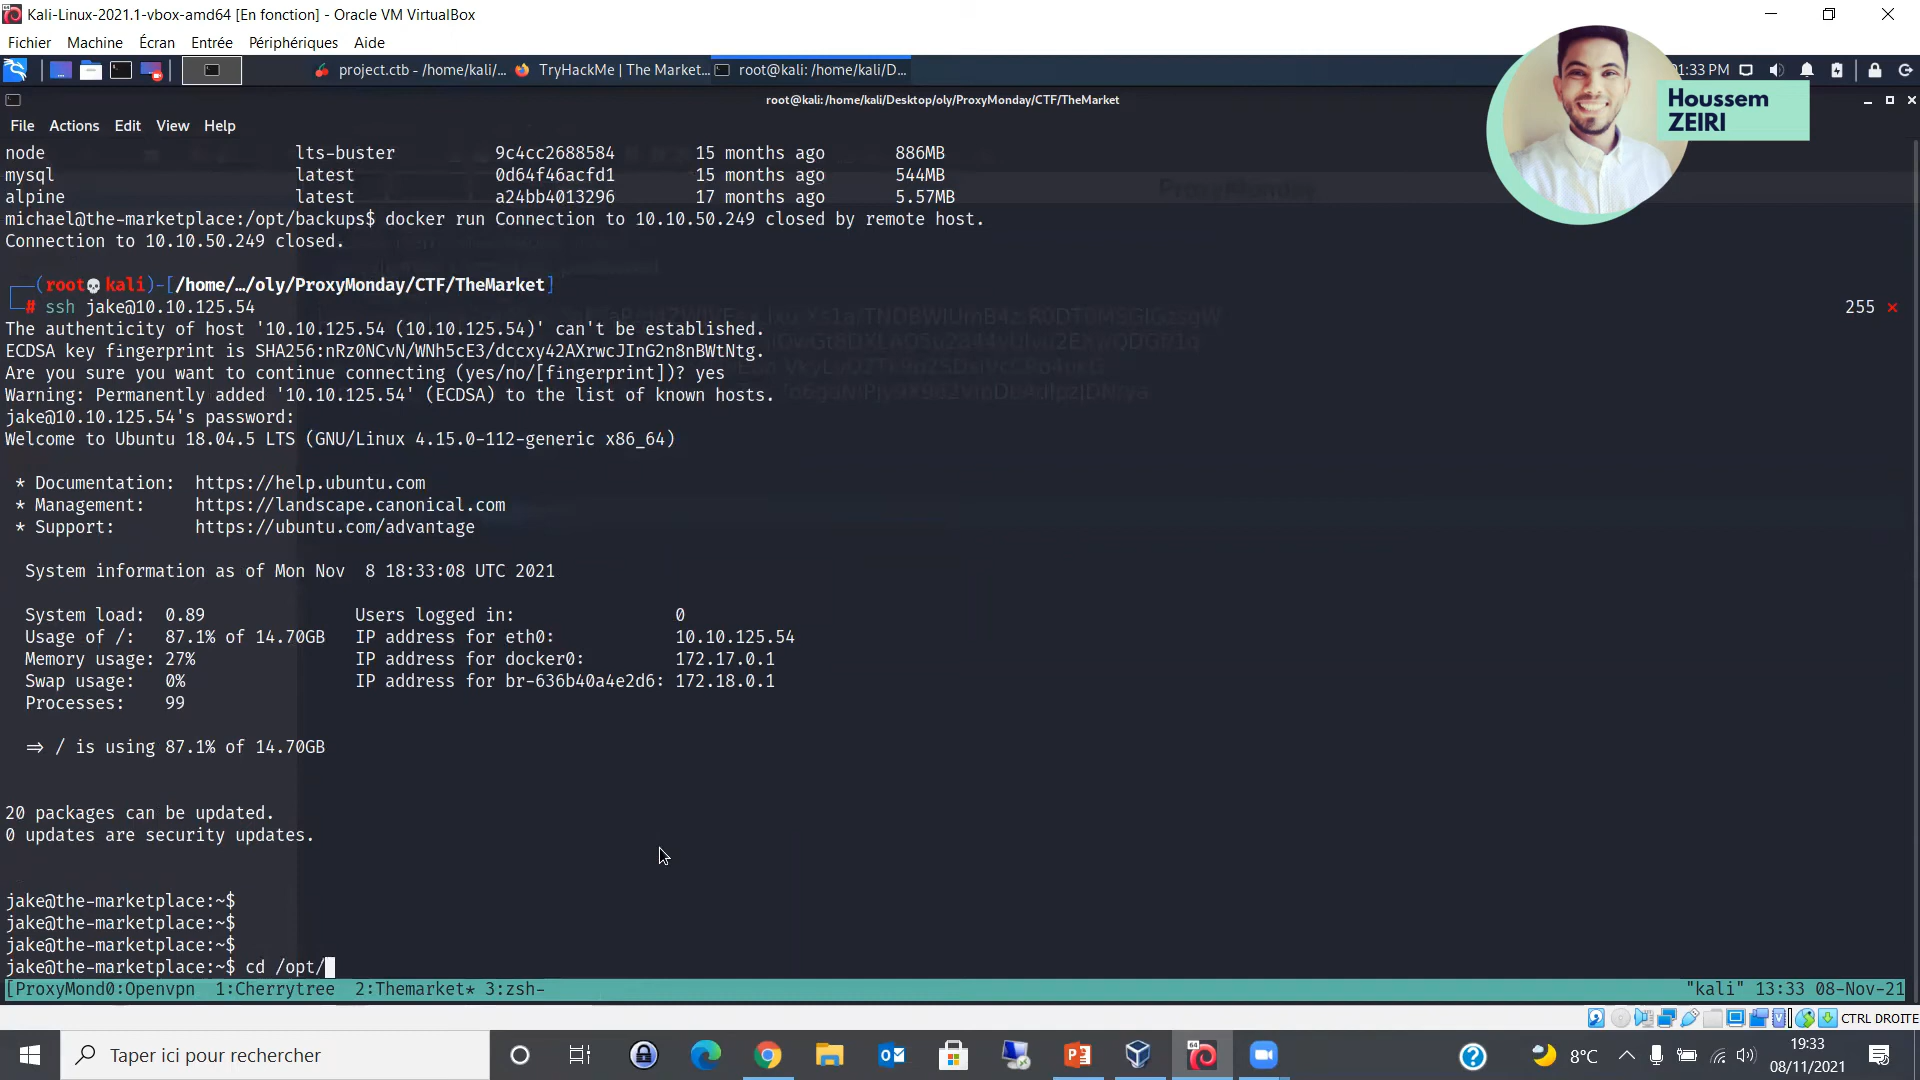 Kali-Linux-2021.1-vbox-amd64 [En fonction] - Oracle VM VirtualBox
Fichier Machine Écran Entrée Périphériques Aide
project.ctb - /home/kali/... TryHackMe | The Market... root@kali: /home/kali/D... 1:33 PM
root@kali: /home/kali/Desktop/oly/ProxyMonday/CTF/TheMarket
Houssem
ZEIRI
File Actions Edit View Help
node lts-buster 9c4cc2688584 15 months ago 886MB
mysql latest 0d64f46acfd1 15 months ago 544MB
alpine latest a24bb4013296 17 months ago 5.57MB
michael@the-marketplace:/opt/backups$ docker run Connection to 10.10.50.249 closed by remote host.
Connection to 10.10.50.249 closed.
(root💀kali)-[/home/…/oly/ProxyMonday/CTF/TheMarket]
# ssh jake@10.10.125.54 255 ⨯
The authenticity of host '10.10.125.54 (10.10.125.54)' can't be established.
ECDSA key fingerprint is SHA256:nRz0NCvN/WNh5cE3/dccxy42AXrwcJInG2n8nBWtNtg.
Are you sure you want to continue connecting (yes/no/[fingerprint])? yes
Warning: Permanently added '10.10.125.54' (ECDSA) to the list of known hosts.
jake@10.10.125.54's password:
Welcome to Ubuntu 18.04.5 LTS (GNU/Linux 4.15.0-112-generic x86_64)
* Documentation: https://help.ubuntu.com
* Management: https://landscape.canonical.com
* Support: https://ubuntu.com/advantage
System information as of Mon Nov 8 18:33:08 UTC 2021
System load: 0.89 Users logged in: 0
Usage of /: 87.1% of 14.70GB IP address for eth0: 10.10.125.54
Memory usage: 27% IP address for docker0: 172.17.0.1
Swap usage: 0% IP address for br-636b40a4e2d6: 172.18.0.1
Processes: 99
=> / is using 87.1% of 14.70GB
20 packages can be updated.
0 updates are security updates.
jake@the-marketplace:~$
jake@the-marketplace:~$
jake@the-marketplace:~$
jake@the-marketplace:~$ cd /opt/
[ProxyMond0:Openvpn 1:Cherrytree 2:Themarket* 3:zsh- "kali" 13:33 08-Nov-21
CTRL DROITE
Taper ici pour rechercher
8°C
19:33
08/11/2021